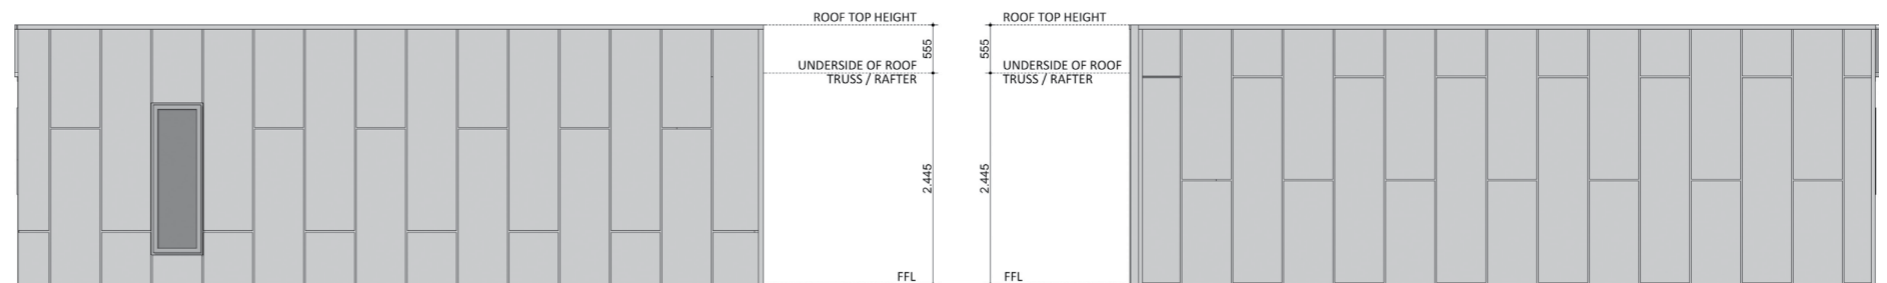 ROOF TOP HEIGHT
555
UNDERSIDE OF ROOF
TRUSS / RAFTER
2.445
FFL
ROOF TOP HEIGHT
555
UNDERSIDE OF ROOF
TRUSS / RAFTER
2.445
FFL